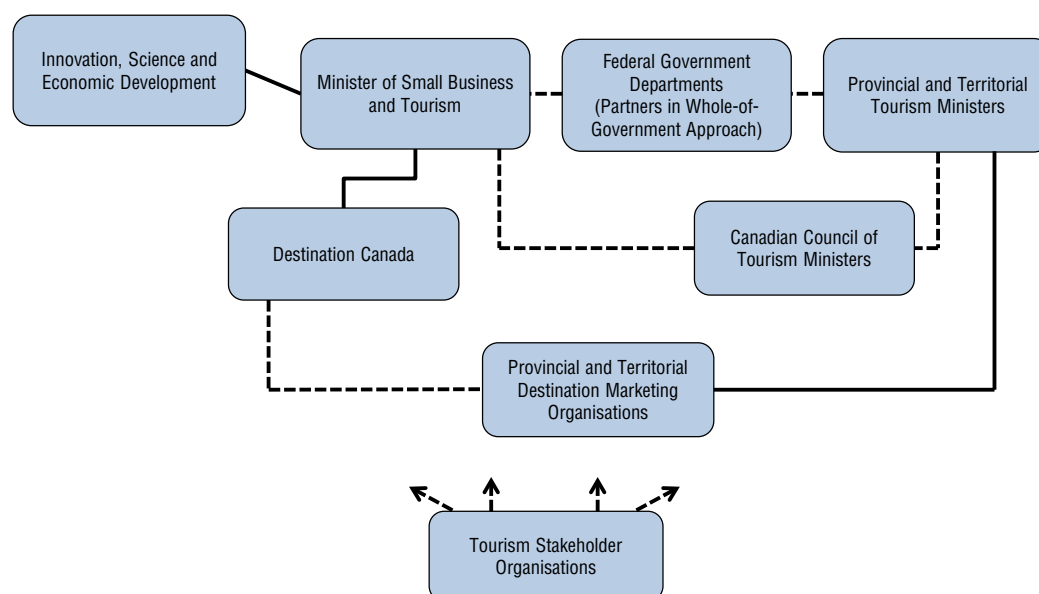 Innovation, Science and
Economic Development
Minister of Small Business
and Tourism
Federal Government
Departments
(Partners in Whole-of-
Government Approach)
Provincial and Territorial
Tourism Ministers
Destination Canada
Canadian Council of
Tourism Ministers
Provincial and Territorial
Destination Marketing
Organisations
Tourism Stakeholder
Organisations